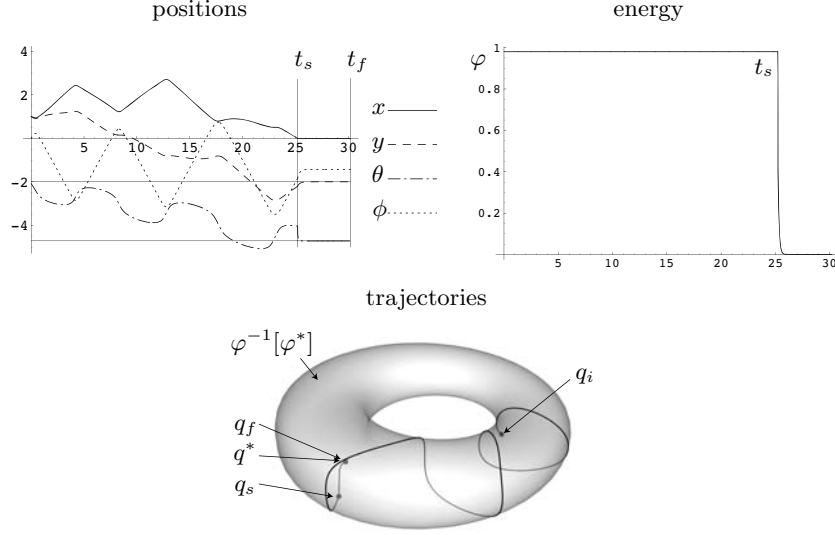 positions
energy
4
2
−2
−4
5 10 15 20 25 30
t_s t_f
x
y
θ
ϕ
φ
1
0.8
0.6
0.4
0.2
t_s
5 10 15 20 25 30
trajectories
φ⁻¹[φ*]
q_i
q_f
q*
q_s